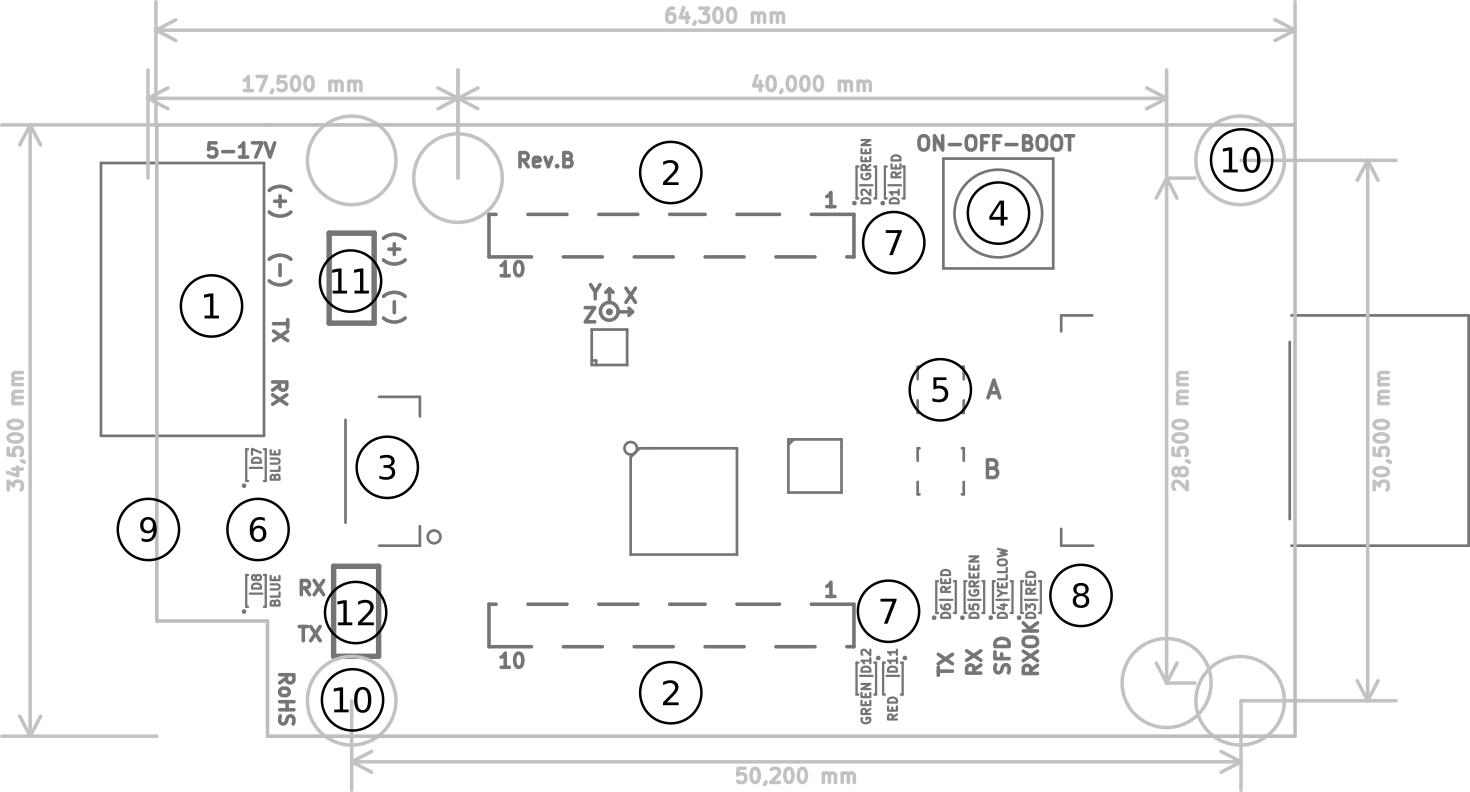 64,300 mm
17,500 mm
40,000 mm
5-17V
Rev.B
2
ON-OFF-BOOT
10
D2| GREEN
D1| RED
(+)
1
4
7
(+)
(-)
10
11
(-)
1
Y
X
Z
TX
RX
5
A
34,500 mm
28,500 mm
30,500 mm
3
B
|D7
BLUE
9
6
|D8
BLUE
RX
12
TX
1
7
D6| RED
D5|GREEN
D4|YELLOW
D3| RED
8
10
TX
RX
SFD
RXOK
GREEN |D12
RED |D11
RoHS
10
2
50,200 mm